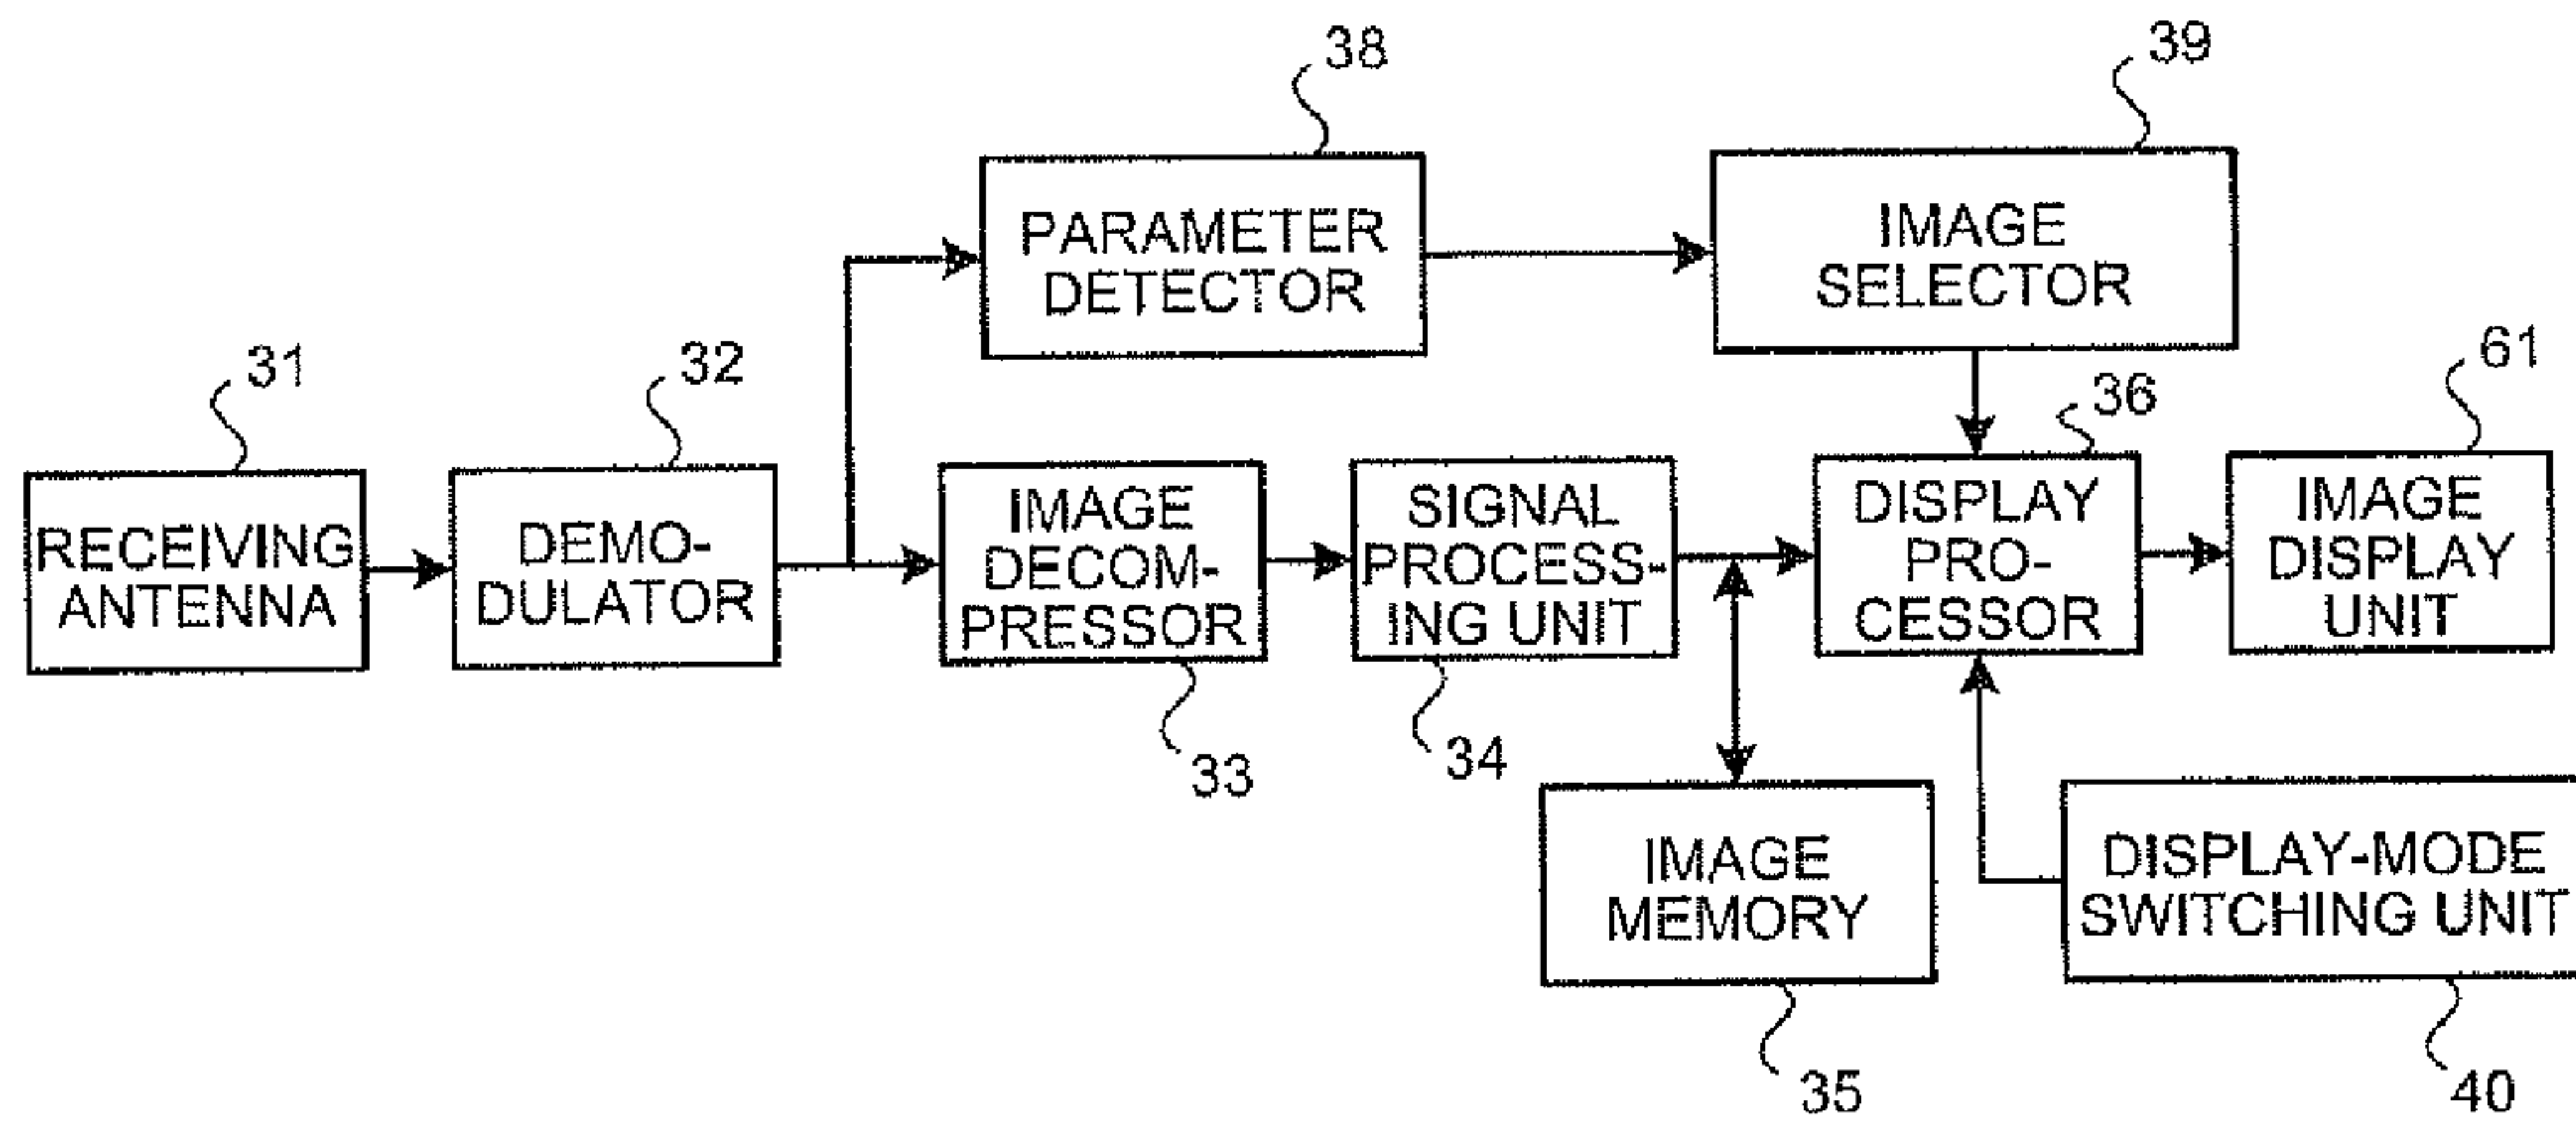 38
39
PARAMETER
DETECTOR
IMAGE
SELECTOR
31
32
36
61
RECEIVING
ANTENNA
DEMO-
DULATOR
IMAGE
DECOM-
PRESSOR
SIGNAL
PROCESS-
ING UNIT
DISPLAY
PRO-
CESSOR
IMAGE
DISPLAY
UNIT
33
34
IMAGE
MEMORY
DISPLAY-MODE
SWITCHING UNIT
35
40